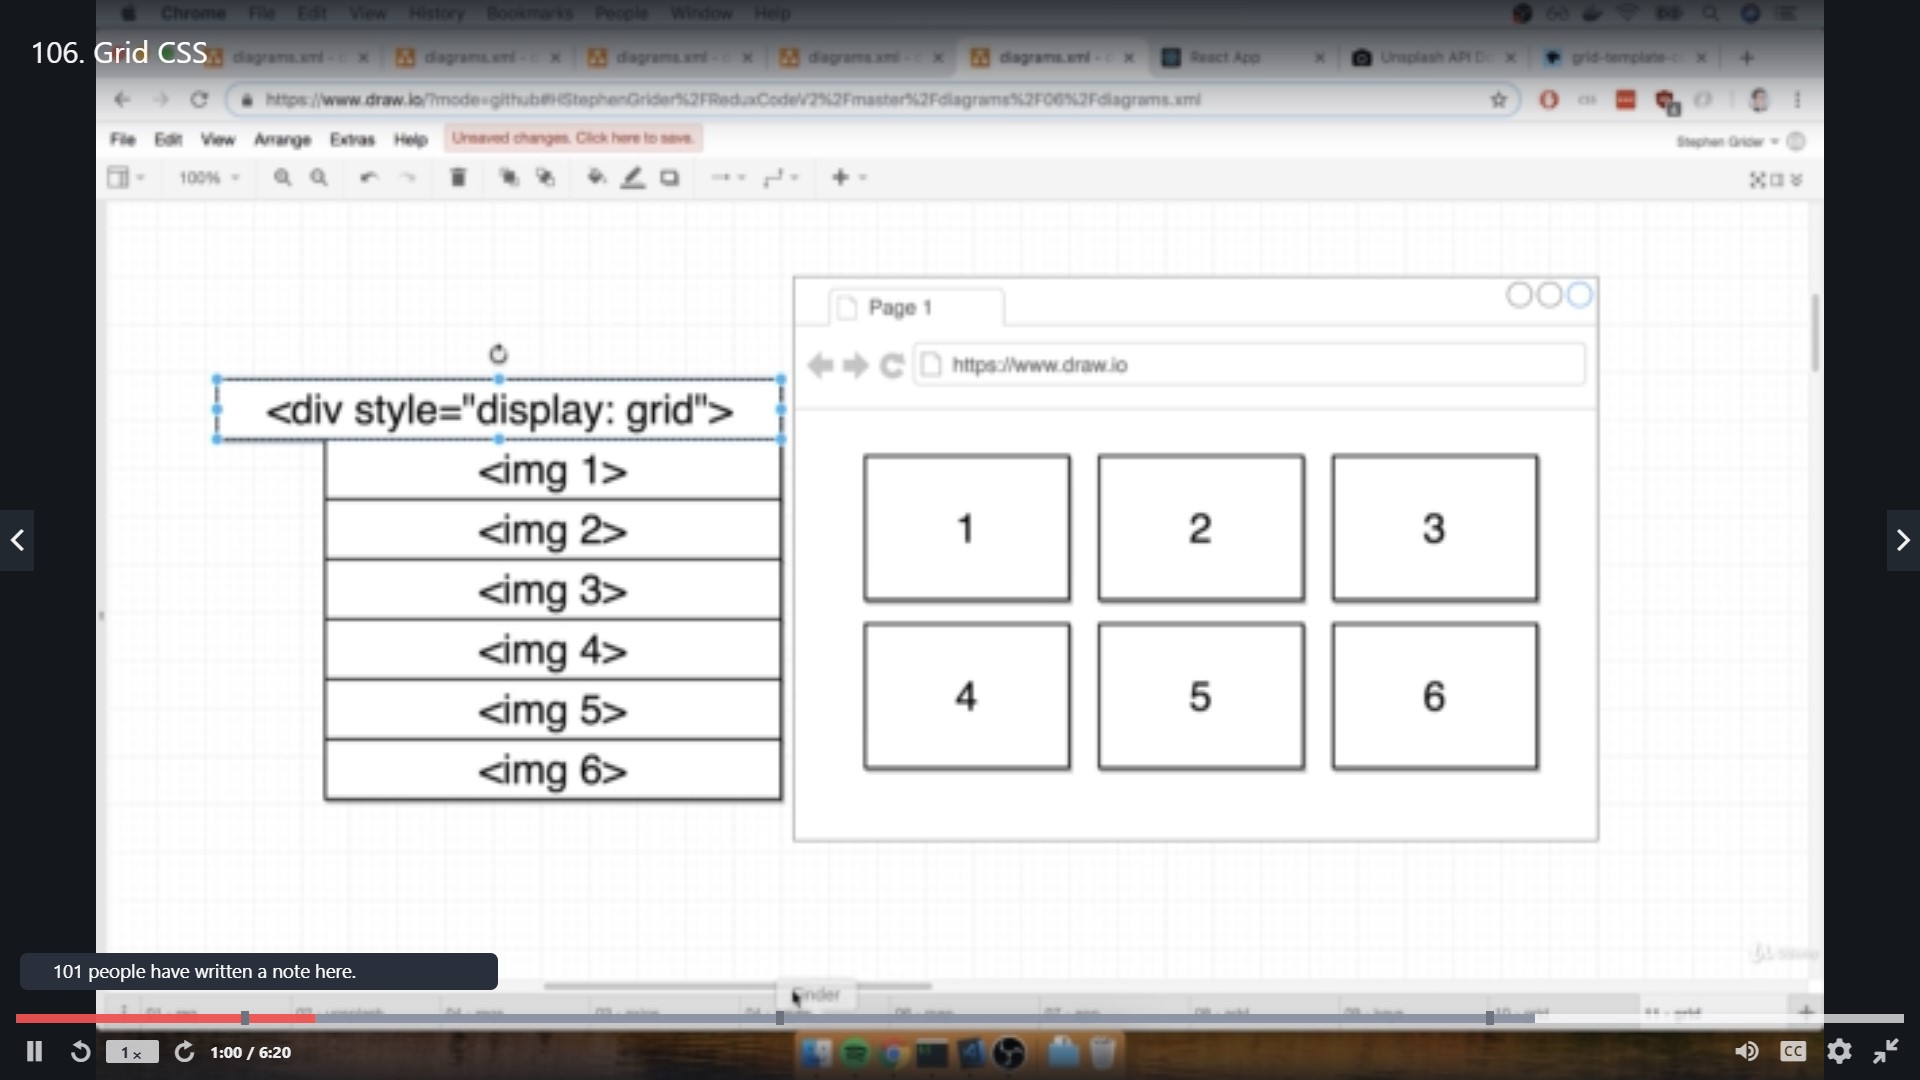 Chrome File Edit View History Bookmarks People Window Help
106. Grid CSS
diagrams.xml - diagrams.xml - diagrams.xml - diagrams.xml - diagrams.xml - React App Unsplash API grid-template-c
https://www.draw.io/?mode=github#HStephenGrider%2FReduxCodeV2%2Fmaster%2Fdiagrams%2F06%2Fdiagrams.xml
File Edit View Arrange Extras Help Unsaved changes. Click here to save. Stephen Grider
100%
Page 1
https://www.draw.io
<div style="display: grid">
<img 1>
<img 2>
<img 3>
<img 4>
<img 5>
<img 6>
1 2 3
4 5 6
101 people have written a note here.
Finder
11 - grid
1x 1:00 / 6:20 CC